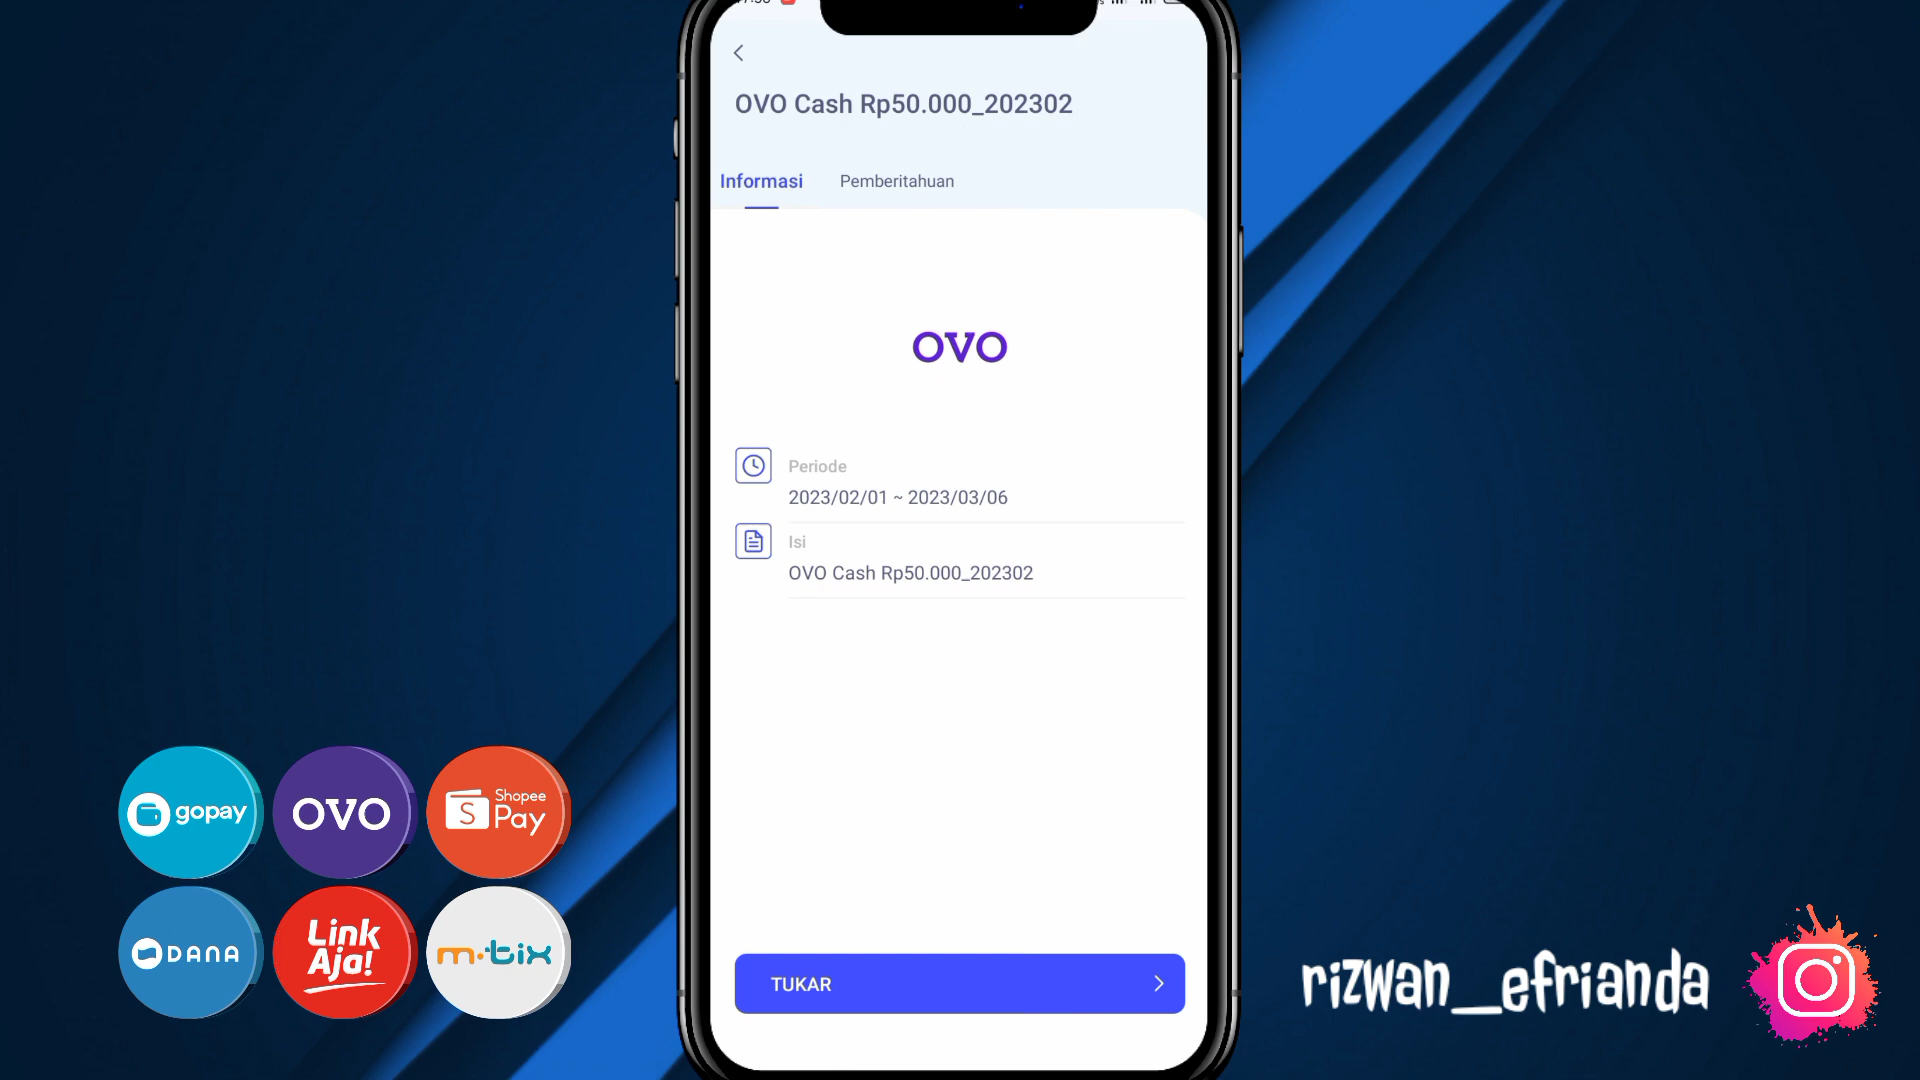 OVO Cash Rp50.000_202302
Informasi
Pemberitahuan
OVO
Periode
2023/02/01 ~ 2023/03/06
Isi
OVO Cash Rp50.000_202302
TUKAR
gopay
OVO
S Shopee Pay
DANA
Link Aja!
m·tix
rizwan__efrianda